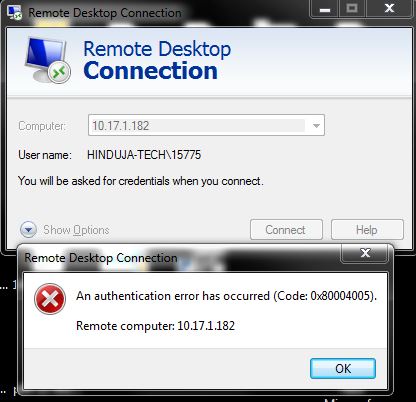 Remote Desktop Connection
Remote Desktop
Connection
Computer: 10.17.1.182
User name: HINDUJA-TECH\15775
You will be asked for credentials when you connect.
Show Options Connect Help
Remote Desktop Connection
An authentication error has occurred (Code: 0x80004005).
Remote computer: 10.17.1.182
OK